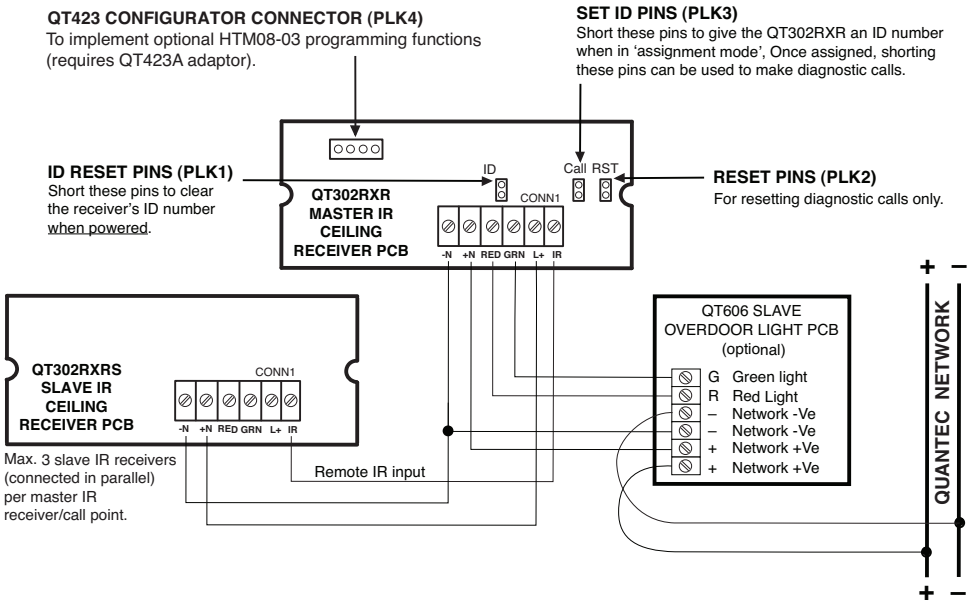 QT423 CONFIGURATOR CONNECTOR (PLK4)
To implement optional HTM08-03 programming functions
(requires QT423A adaptor).
SET ID PINS (PLK3)
Short these pins to give the QT302RXR an ID number
when in ‘assignment mode’, Once assigned, shorting
these pins can be used to make diagnostic calls.
ID RESET PINS (PLK1)
Short these pins to clear
the receiver’s ID number
when powered.
ID
Call RST
RESET PINS (PLK2)
For resetting diagnostic calls only.
QT302RXR
MASTER IR
CEILING
RECEIVER PCB
CONN1
-N +N RED GRN L+ IR
QT302RXRS
SLAVE IR
CEILING
RECEIVER PCB
CONN1
-N +N RED GRN L+ IR
Max. 3 slave IR receivers
(connected in parallel)
per master IR
receiver/call point.
Remote IR input
QT606 SLAVE
OVERDOOR LIGHT PCB
(optional)
G Green light
R Red Light
– Network -Ve
– Network -Ve
+ Network +Ve
+ Network +Ve
+ –
QUANTEC NETWORK
+ –